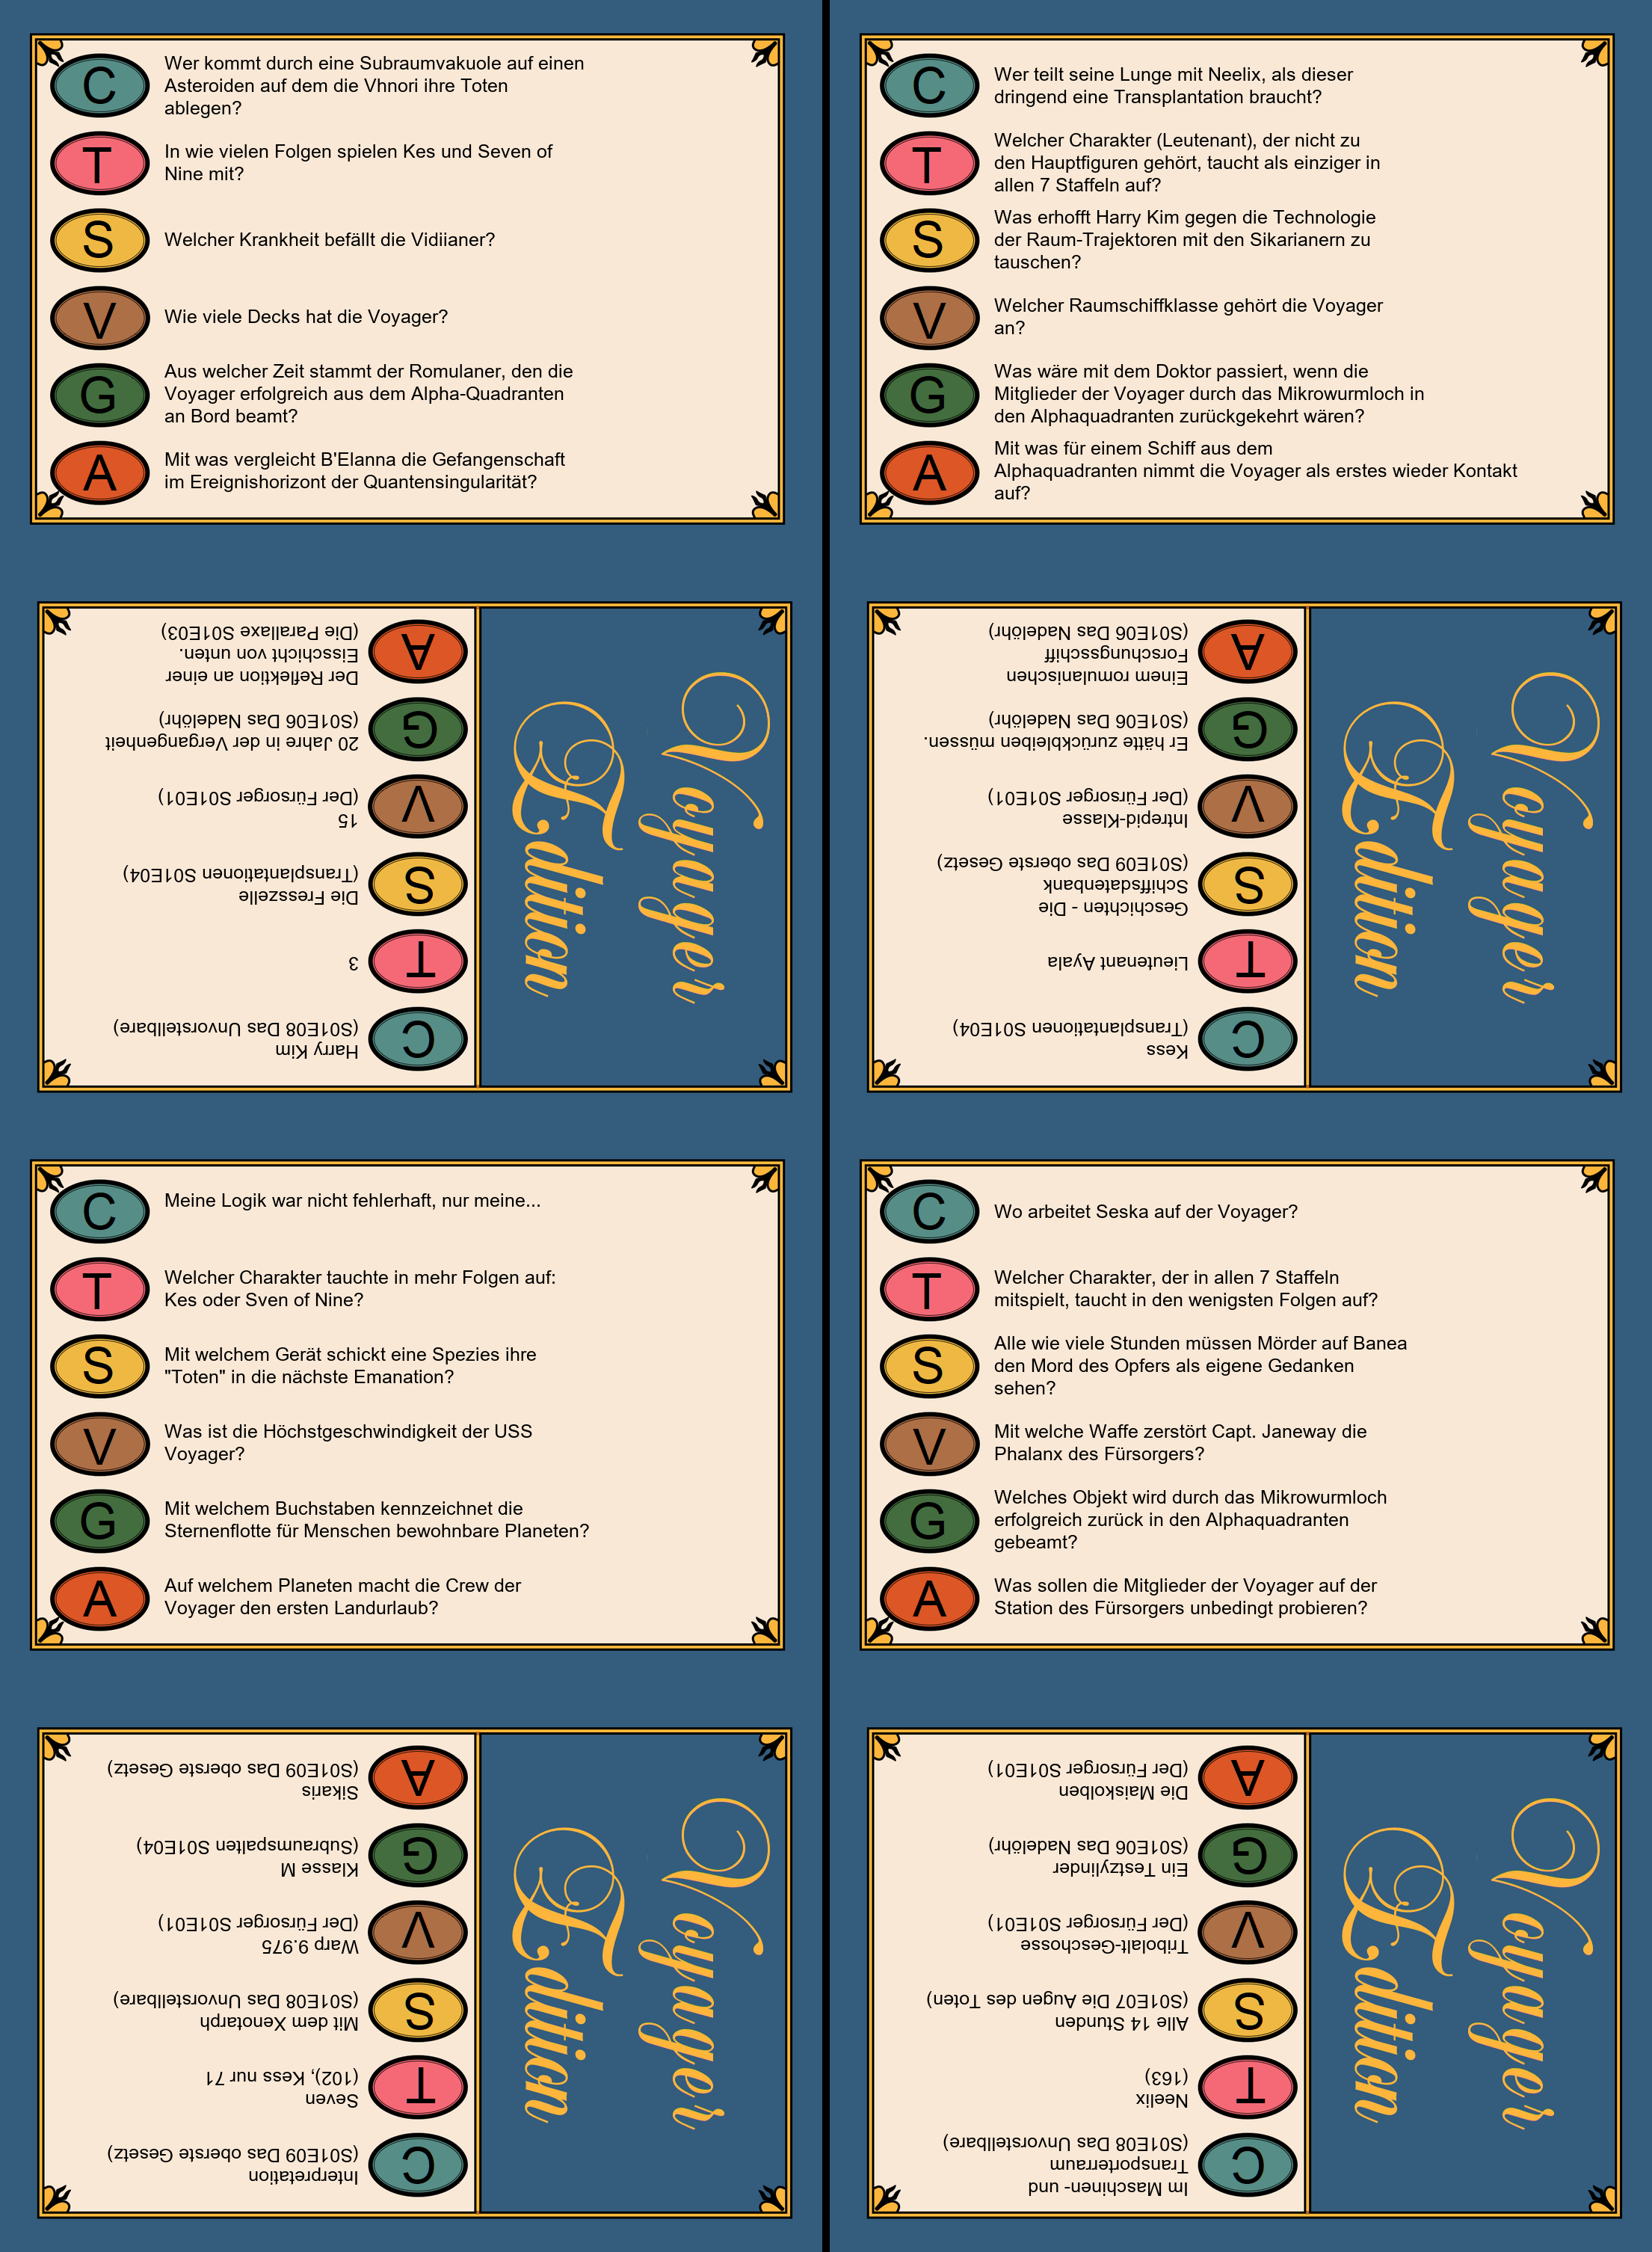 C
Wer kommt durch eine Subraumvakuole auf einen
Asteroiden auf dem die Vhnori ihre Toten
ablegen?
T
In wie vielen Folgen spielen Kes und Seven of
Nine mit?
S
Welcher Krankheit befällt die Vidiianer?
V
Wie viele Decks hat die Voyager?
G
Aus welcher Zeit stammt der Romulaner, den die
Voyager erfolgreich aus dem Alpha-Quadranten
an Bord beamt?
A
Mit was vergleicht B'Elanna die Gefangenschaft
im Ereignishorizont der Quantensingularität?
C
Wer teilt seine Lunge mit Neelix, als dieser
dringend eine Transplantation braucht?
T
Welcher Charakter (Leutenant), der nicht zu
den Hauptfiguren gehört, taucht als einziger in
allen 7 Staffeln auf?
S
Was erhofft Harry Kim gegen die Technologie
der Raum-Trajektoren mit den Sikarianern zu
tauschen?
V
Welcher Raumschiffklasse gehört die Voyager
an?
G
Was wäre mit dem Doktor passiert, wenn die
Mitglieder der Voyager durch das Mikrowurmloch in
den Alphaquadranten zurückgekehrt wären?
A
Mit was für einem Schiff aus dem
Alphaquadranten nimmt die Voyager als erstes wieder Kontakt
auf?
Voyager
Edition
C
Harry Kim
(S01E08 Das Unvorstellbare)
T
3
S
Die Fresszelle
(Transplantationen S01E04)
V
15
(Der Fürsorger S01E01)
G
20 Jahre in der Vergangenheit
(S01E06 Das Nadelöhr)
A
Der Reflektion an einer
Eisschicht von unten.
(Die Parallaxe S01E03)
Voyager
Edition
C
Kess
(Transplantationen S01E04)
T
Lieutenant Ayala
S
Geschichten - Die
Schiffsdatenbank
(S01E09 Das oberste Gesetz)
V
Intrepid-Klasse
(Der Fürsorger S01E01)
G
Er hätte zurückbleiben müssen.
(S01E06 Das Nadelöhr)
A
Einem romulanischen
Forschungsschiff
(S01E06 Das Nadelöhr)
C
Meine Logik war nicht fehlerhaft, nur meine...
T
Welcher Charakter tauchte in mehr Folgen auf:
Kes oder Sven of Nine?
S
Mit welchem Gerät schickt eine Spezies ihre
"Toten" in die nächste Emanation?
V
Was ist die Höchstgeschwindigkeit der USS
Voyager?
G
Mit welchem Buchstaben kennzeichnet die
Sternenflotte für Menschen bewohnbare Planeten?
A
Auf welchem Planeten macht die Crew der
Voyager den ersten Landurlaub?
C
Wo arbeitet Seska auf der Voyager?
T
Welcher Charakter, der in allen 7 Staffeln
mitspielt, taucht in den wenigsten Folgen auf?
S
Alle wie viele Stunden müssen Mörder auf Banea
den Mord des Opfers als eigene Gedanken
sehen?
V
Mit welche Waffe zerstört Capt. Janeway die
Phalanx des Fürsorgers?
G
Welches Objekt wird durch das Mikrowurmloch
erfolgreich zurück in den Alphaquadranten
gebeamt?
A
Was sollen die Mitglieder der Voyager auf der
Station des Fürsorgers unbedingt probieren?
Voyager
Edition
C
Interpretation
(S01E09 Das oberste Gesetz)
T
Seven
(102), Kess nur 71
S
Mit dem Xenotarph
(S01E08 Das Unvorstellbare)
V
Warp 9.975
(Der Fürsorger S01E01)
G
Klasse M
(Subraumspalten S01E04)
A
Sikaris
(S01E09 Das oberste Gesetz)
Voyager
Edition
C
Im Maschinen- und
Transporterraum
(S01E08 Das Unvorstellbare)
T
Neelix
(163)
S
Alle 14 Stunden
(S01E07 Die Augen des Toten)
V
Tribolalt-Geschosse
(Der Fürsorger S01E01)
G
Ein Testzylinder
(S01E06 Das Nadelöhr)
A
Die Maiskolben
(Der Fürsorger S01E01)